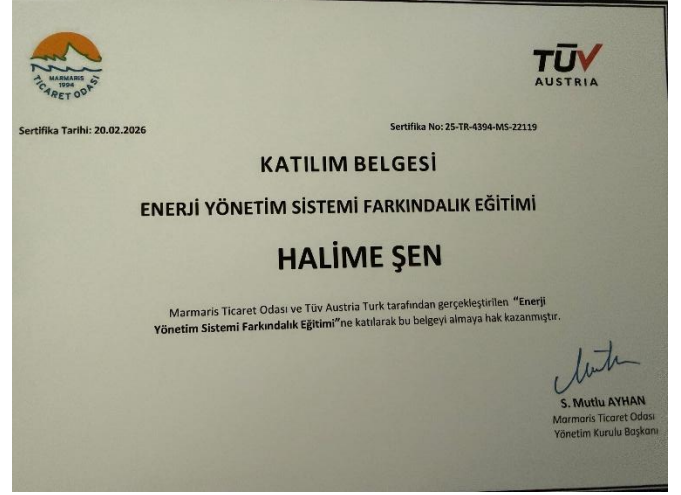 MARMARIS
1994
TİCARET ODASI
TÜV
AUSTRIA
Sertifika Tarihi: 20.02.2026
Sertifika No: 25-TR-4394-MS-22119
KATILIM BELGESİ
ENERJİ YÖNETİM SİSTEMİ FARKINDALIK EĞİTİMİ
HALİME ŞEN
Marmaris Ticaret Odası ve Tüv Austria Turk tarafından gerçekleştirilen "Enerji
Yönetim Sistemi Farkındalık Eğitimi"ne katılarak bu belgeyi almaya hak kazanmıştır.
S. Mutlu AYHAN
Marmaris Ticaret Odası
Yönetim Kurulu Başkanı